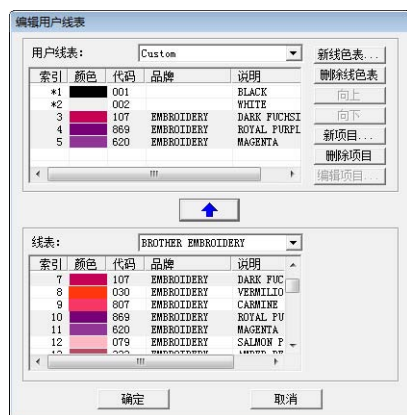 编辑用户线表
用户线表: Custom 新线色表...
索引 颜色 代码 品牌 说明 删除线色表
*1 001 BLACK 向上
*2 002 WHITE 向下
3 107 EMBROIDERY DARK FUCHSI
4 869 EMBROIDERY ROYAL PURPL 新项目...
5 620 EMBROIDERY MAGENTA 删除项目
编辑项目...
线表: BROTHER EMBROIDERY
索引 颜色 代码 品牌 说明
7 107 EMBROIDERY DARK FUC
8 030 EMBROIDERY VERMILIO
9 807 EMBROIDERY CARMINE
10 869 EMBROIDERY ROYAL PU
11 620 EMBROIDERY MAGENTA
12 079 EMBROIDERY SALMON P
确定 取消